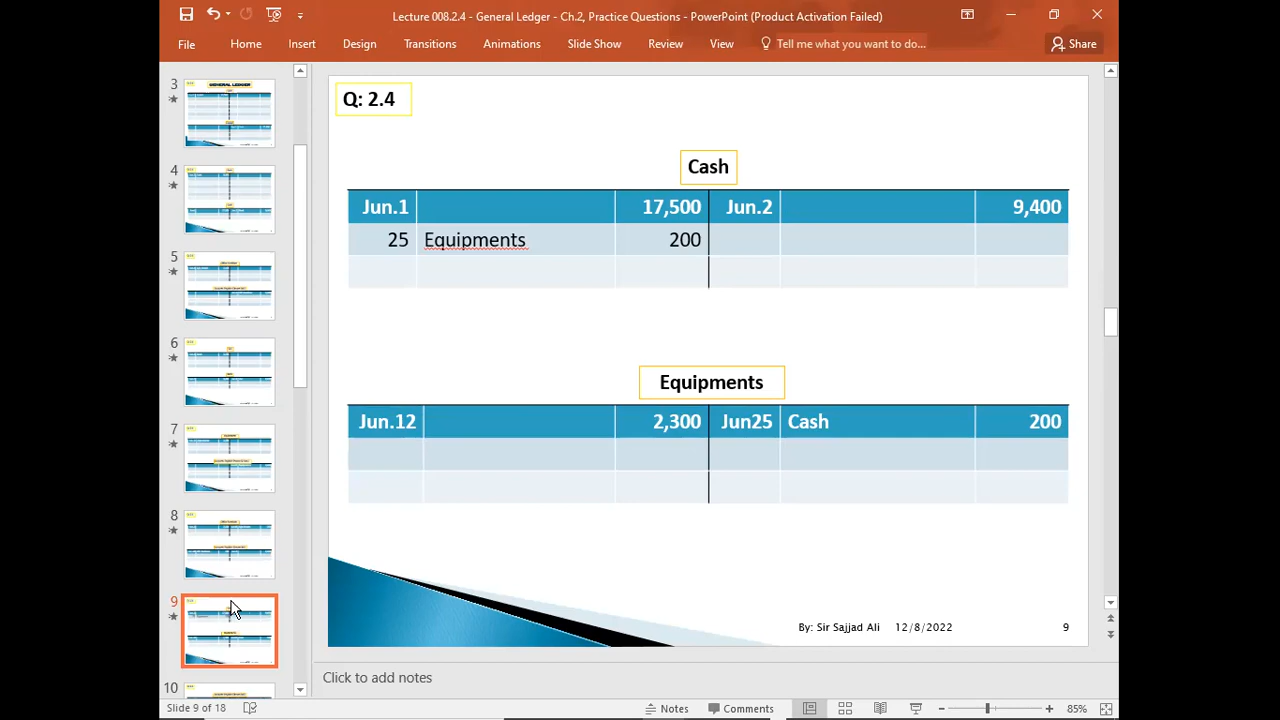 Lecture 008.2.4 - General Ledger - Ch.2, Practice Questions - PowerPoint (Product Activation Failed)
File Home Insert Design Transitions Animations Slide Show Review View Tell me what you want to do... Share
3
GENERAL LEDGER
4
5
6
7
8
9
10
Q: 2.4
Cash
Jun.1 17,500 Jun.2 9,400
25 Equipments 200
Equipments
Jun.12 2,300 Jun25 Cash 200
By: Sir Sajjad Ali 12/8/2022 9
Click to add notes
Slide 9 of 18 Notes Comments 85%